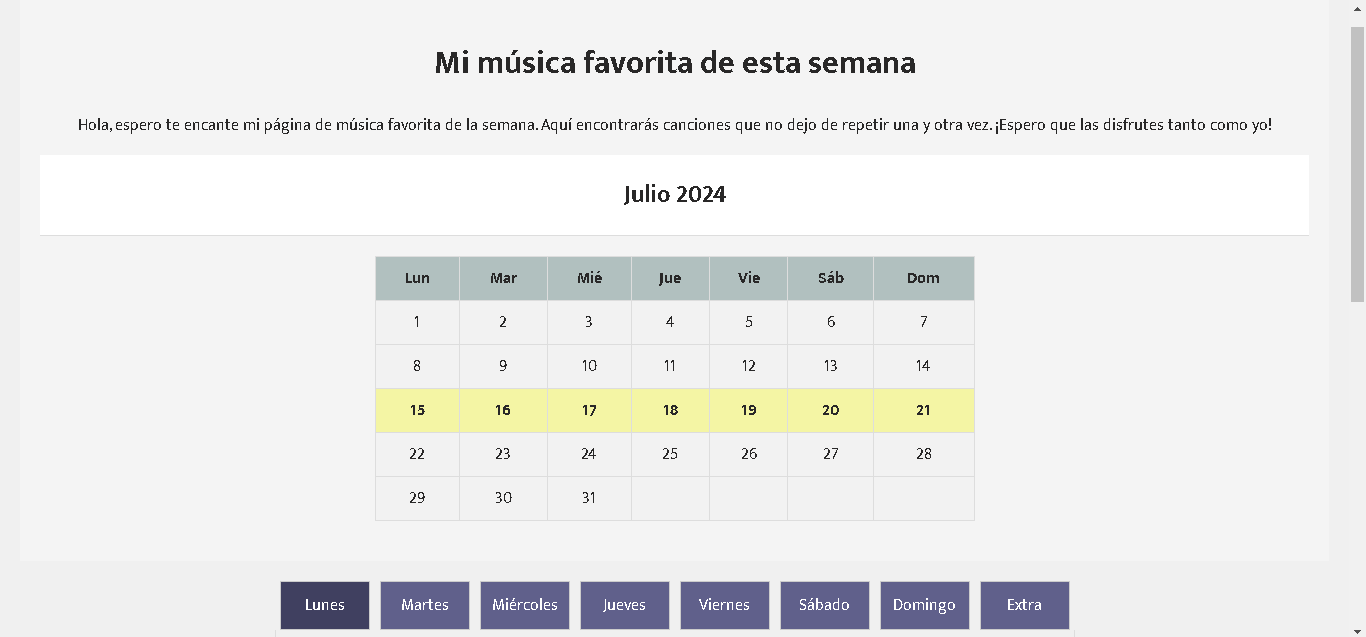 Mi música favorita de esta semana
Hola, espero te encante mi página de música favorita de la semana. Aquí encontrarás canciones que no dejo de repetir una y otra vez. ¡Espero que las disfrutes tanto como yo!
Julio 2024
Lun Mar Mié Jue Vie Sáb Dom
1 2 3 4 5 6 7
8 9 10 11 12 13 14
15 16 17 18 19 20 21
22 23 24 25 26 27 28
29 30 31
Lunes Martes Miércoles Jueves Viernes Sábado Domingo Extra